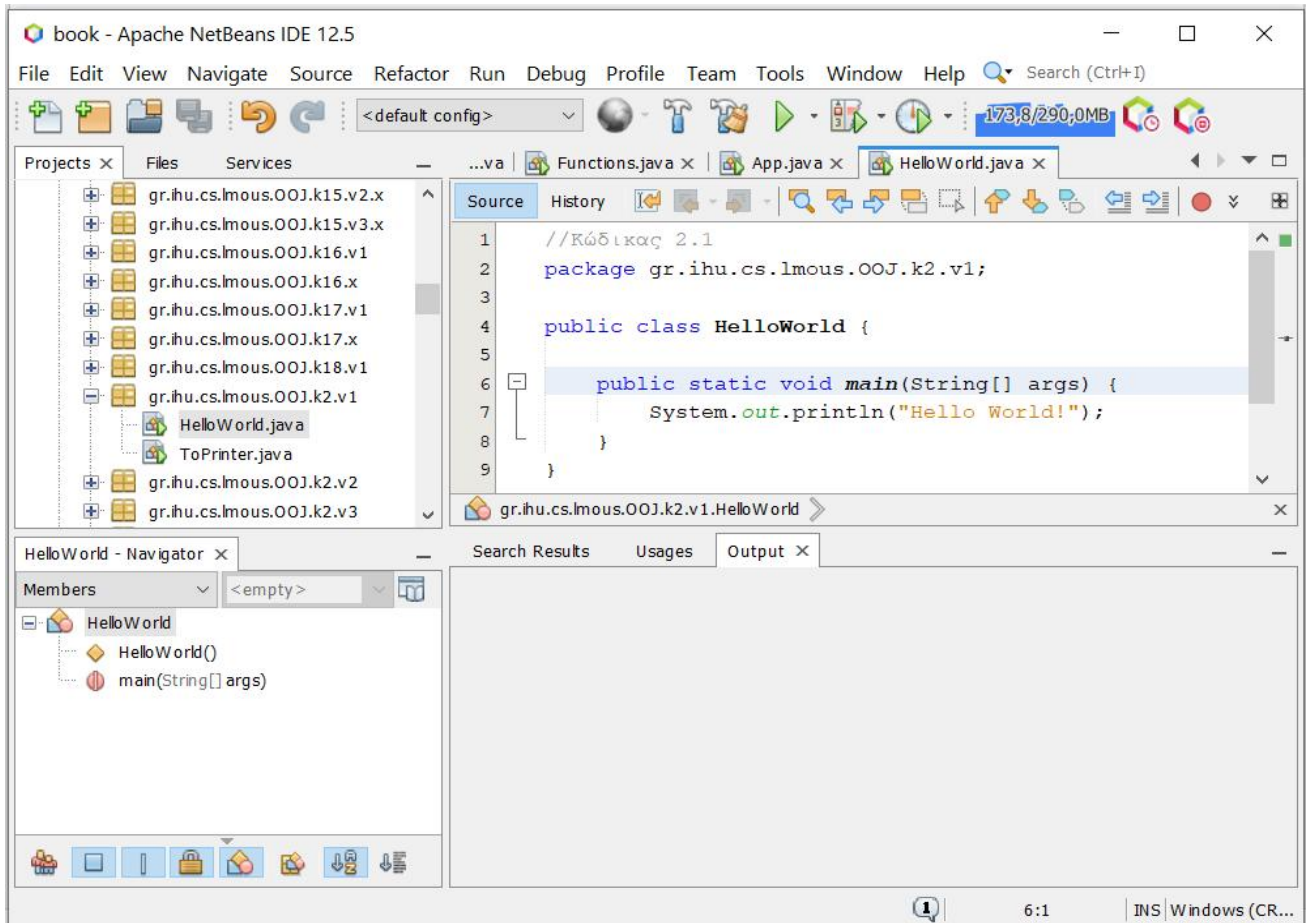 book - Apache NetBeans IDE 12.5
File Edit View Navigate Source Refactor Run Debug Profile Team Tools Window Help Search (Ctrl+I)
<default config>
173,8/290,0MB
Projects Files Services
gr.ihu.cs.lmous.OOJ.k15.v2.x
gr.ihu.cs.lmous.OOJ.k15.v3.x
gr.ihu.cs.lmous.OOJ.k16.v1
gr.ihu.cs.lmous.OOJ.k16.x
gr.ihu.cs.lmous.OOJ.k17.v1
gr.ihu.cs.lmous.OOJ.k17.x
gr.ihu.cs.lmous.OOJ.k18.v1
gr.ihu.cs.lmous.OOJ.k2.v1
HelloWorld.java
ToPrinter.java
gr.ihu.cs.lmous.OOJ.k2.v2
gr.ihu.cs.lmous.OOJ.k2.v3
...va Functions.java App.java HelloWorld.java
Source History
1 //Κώδικας 2.1
2 package gr.ihu.cs.lmous.OOJ.k2.v1;
3
4 public class HelloWorld {
5
6 public static void main(String[] args) {
7 System.out.println("Hello World!");
8 }
9 }
gr.ihu.cs.lmous.OOJ.k2.v1.HelloWorld
HelloWorld - Navigator
Members <empty>
HelloWorld
HelloWorld()
main(String[] args)
Search Results Usages Output
1 6:1 INS Windows (CR...